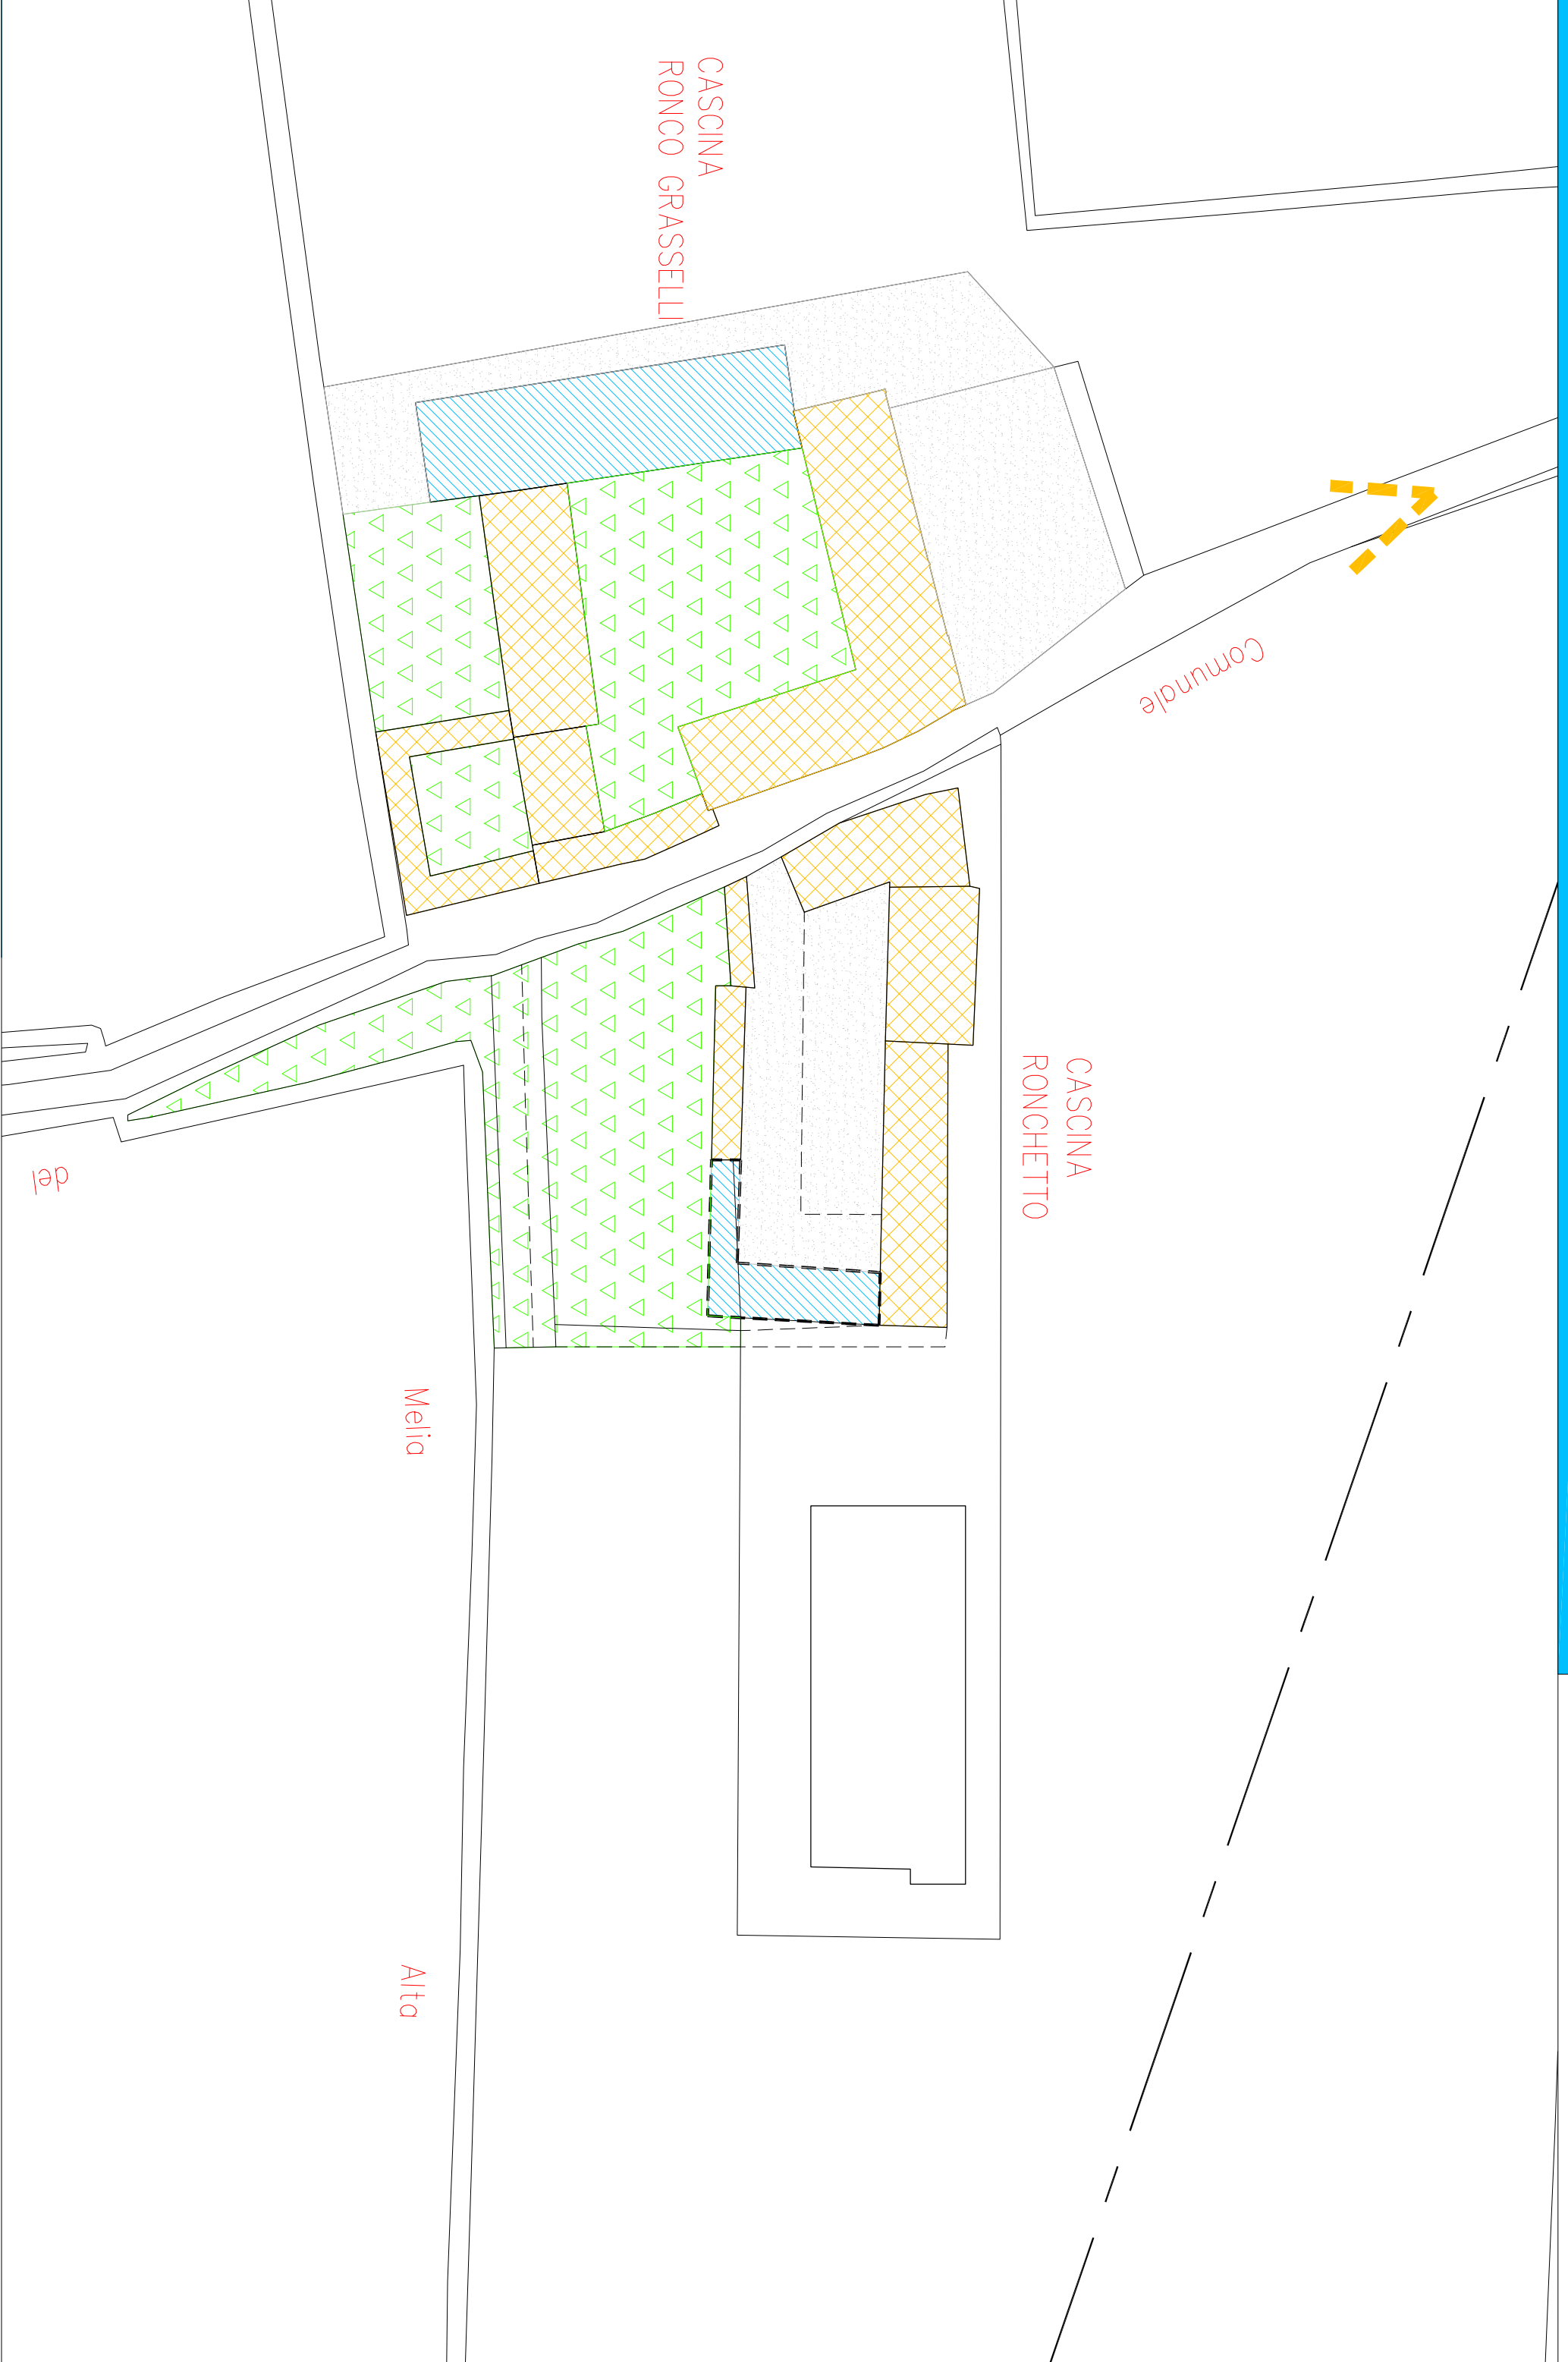 CASCINA
RONCO GRASSELLI
Comunale
CASCINA
RONCHETTO
del
Melia
Alta